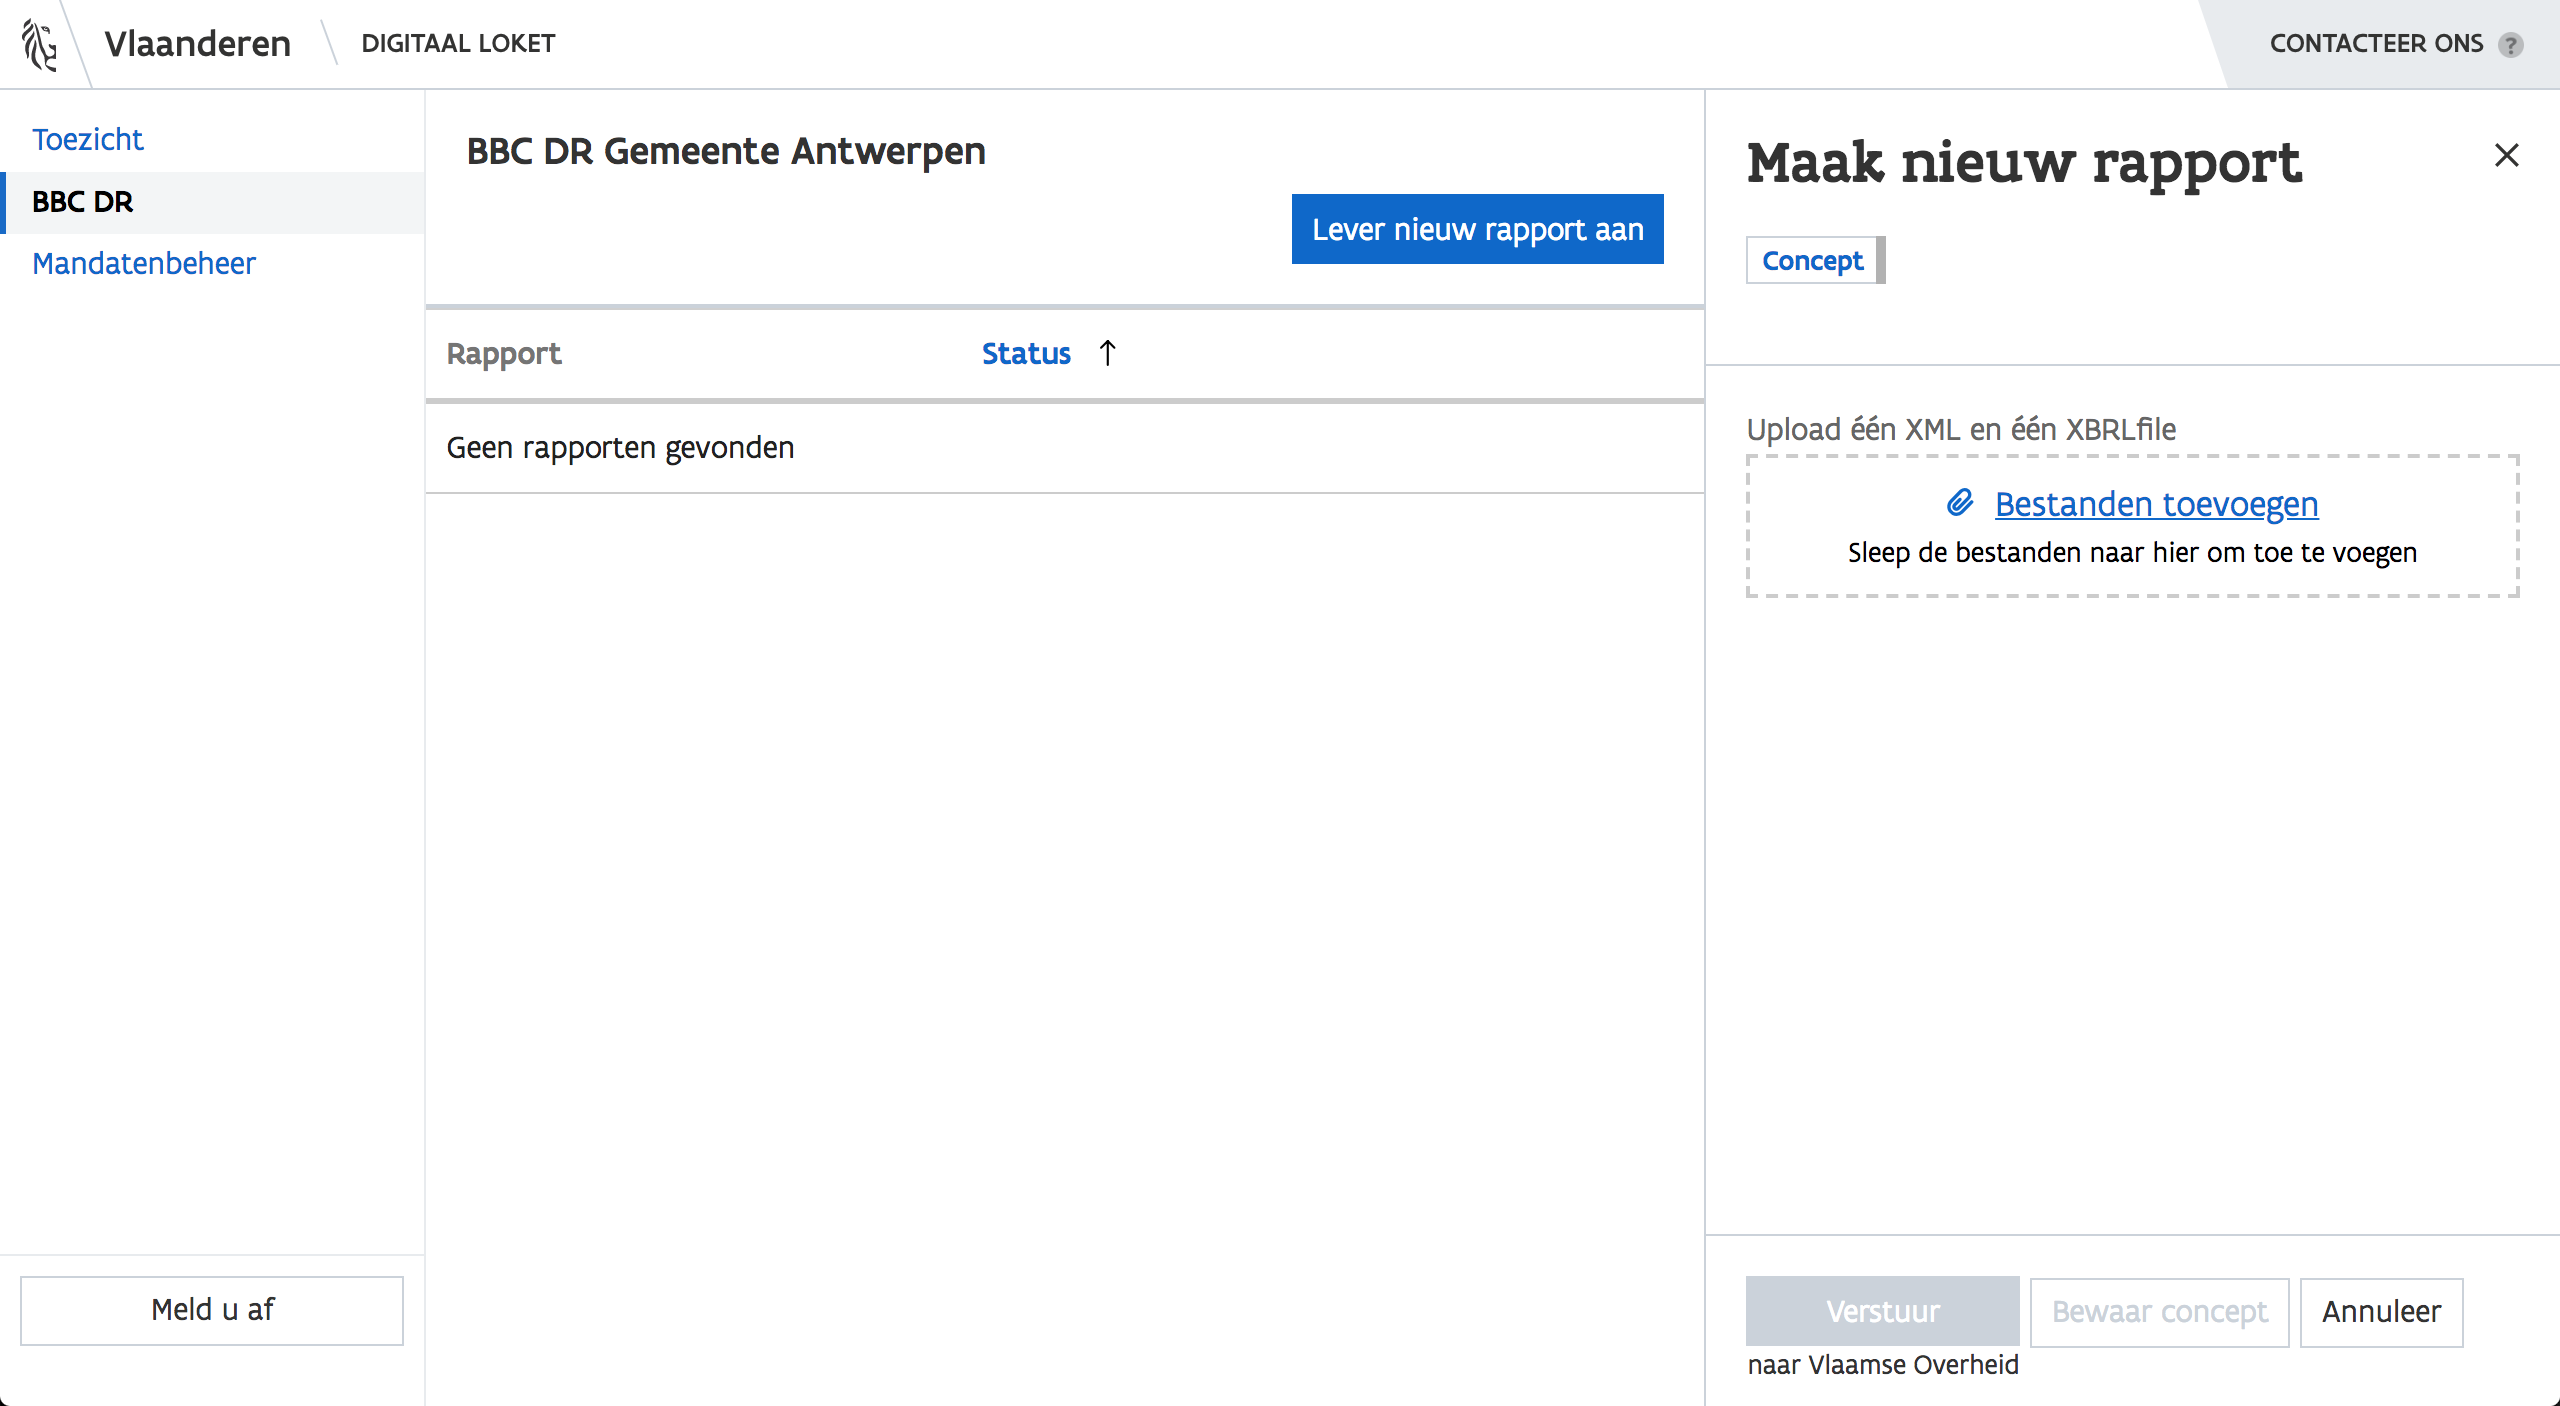 Vlaanderen
DIGITAAL LOKET
CONTACTEER ONS ?
Toezicht
BBC DR
Mandatenbeheer
Meld u af
BBC DR Gemeente Antwerpen
Lever nieuw rapport aan
Rapport Status ↑
Geen rapporten gevonden
Maak nieuw rapport
Concept
Upload één XML en één XBRLfile
Bestanden toevoegen
Sleep de bestanden naar hier om toe te voegen
Verstuur
naar Vlaamse Overheid
Bewaar concept
Annuleer